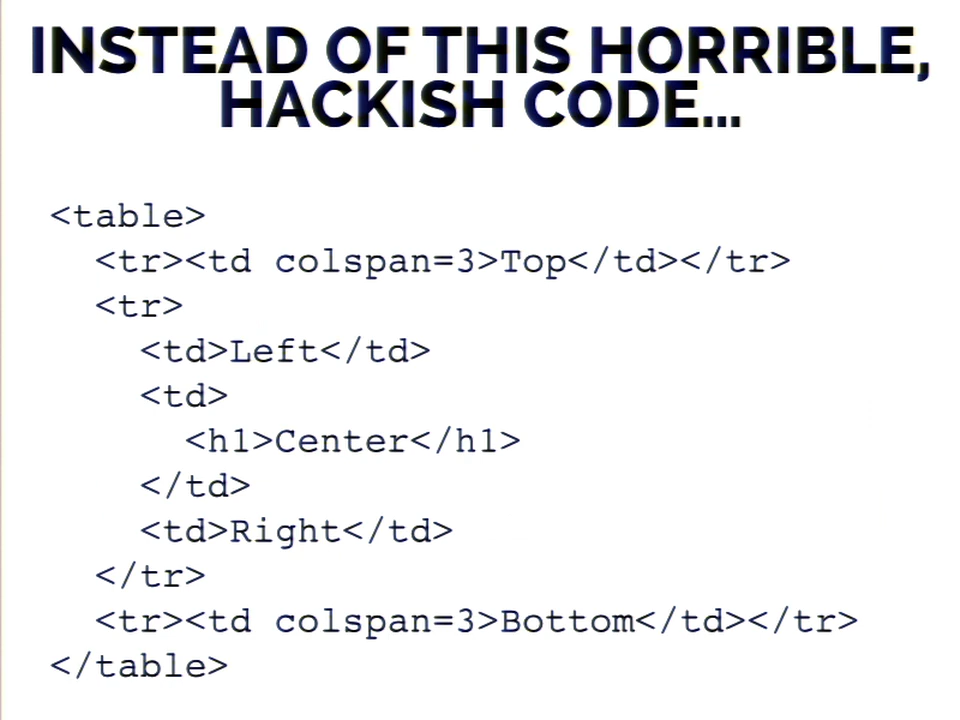 INSTEAD OF THIS HORRIBLE,
HACKISH CODE...
<table>
  <tr><td colspan=3>Top</td></tr>
  <tr>
    <td>Left</td>
    <td>
      <h1>Center</h1>
    </td>
    <td>Right</td>
  </tr>
  <tr><td colspan=3>Bottom</td></tr>
</table>